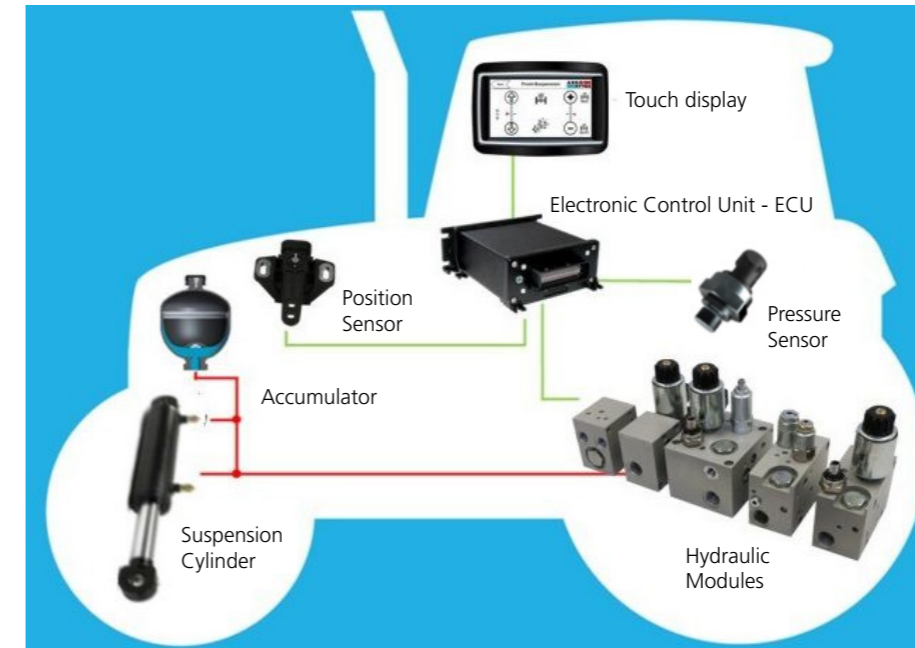 Front Suspension
Touch display
Electronic Control Unit - ECU
Position
Sensor
Pressure
Sensor
Accumulator
Suspension
Cylinder
Hydraulic
Modules